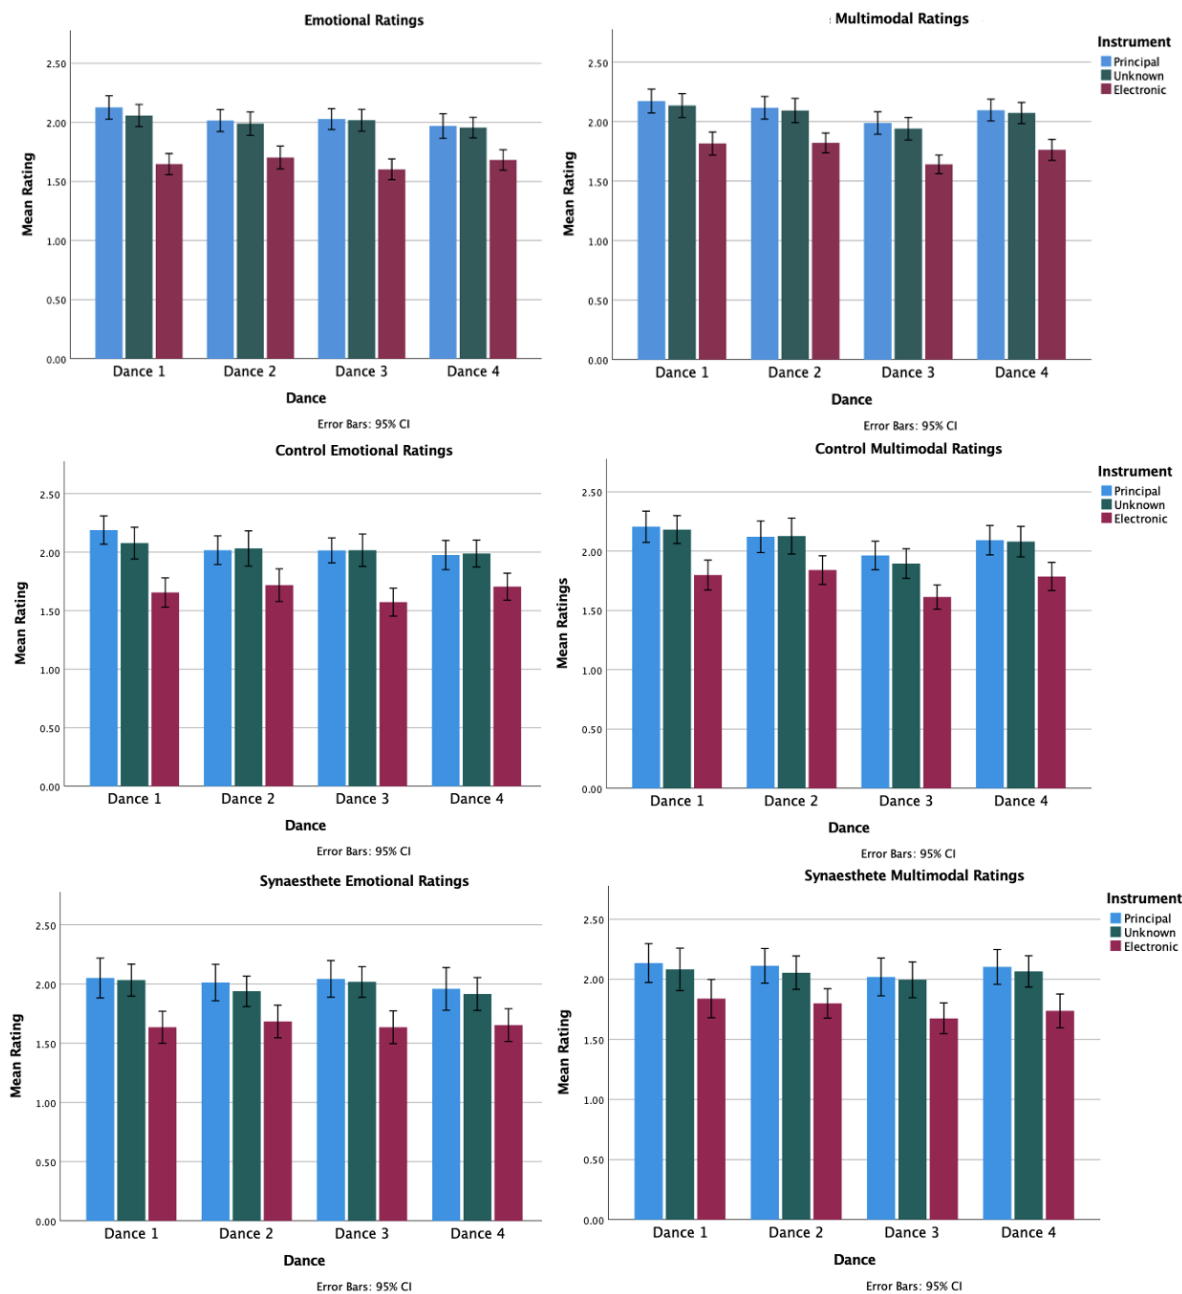 Emotional Ratings
Mean Rating
2.50
2.00
1.50
1.00
0.50
0.00
Dance 1 Dance 2 Dance 3 Dance 4
Dance
Error Bars: 95% CI
: Multimodal Ratings
Instrument
Principal
Unknown
Electronic
Mean Rating
2.50
2.00
1.50
1.00
0.50
0.00
Dance 1 Dance 2 Dance 3 Dance 4
Dance
Error Bars: 95% CI
Control Emotional Ratings
Mean Rating
2.50
2.00
1.50
1.00
0.50
0.00
Dance 1 Dance 2 Dance 3 Dance 4
Dance
Error Bars: 95% CI
Control Multimodal Ratings
Instrument
Principal
Unknown
Electronic
Mean Ratings
2.50
2.00
1.50
1.00
0.50
0.00
Dance 1 Dance 2 Dance 3 Dance 4
Dance
Error Bars: 95% CI
Synaesthete Emotional Ratings
Mean Rating
2.50
2.00
1.50
1.00
0.50
0.00
Dance 1 Dance 2 Dance 3 Dance 4
Dance
Error Bars: 95% CI
Synaesthete Multimodal Ratings
Instrument
Principal
Unknown
Electronic
Mean Rating
2.50
2.00
1.50
1.00
0.50
0.00
Dance 1 Dance 2 Dance 3 Dance 4
Dance
Error Bars: 95% CI